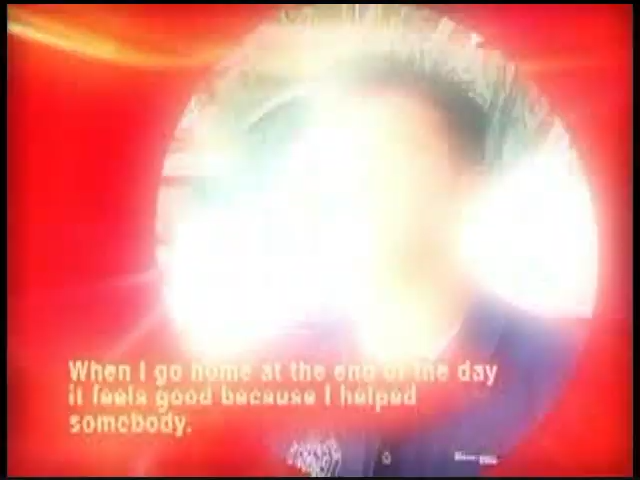 When I go home at the end of the day
it feels good because I helped
somebody.